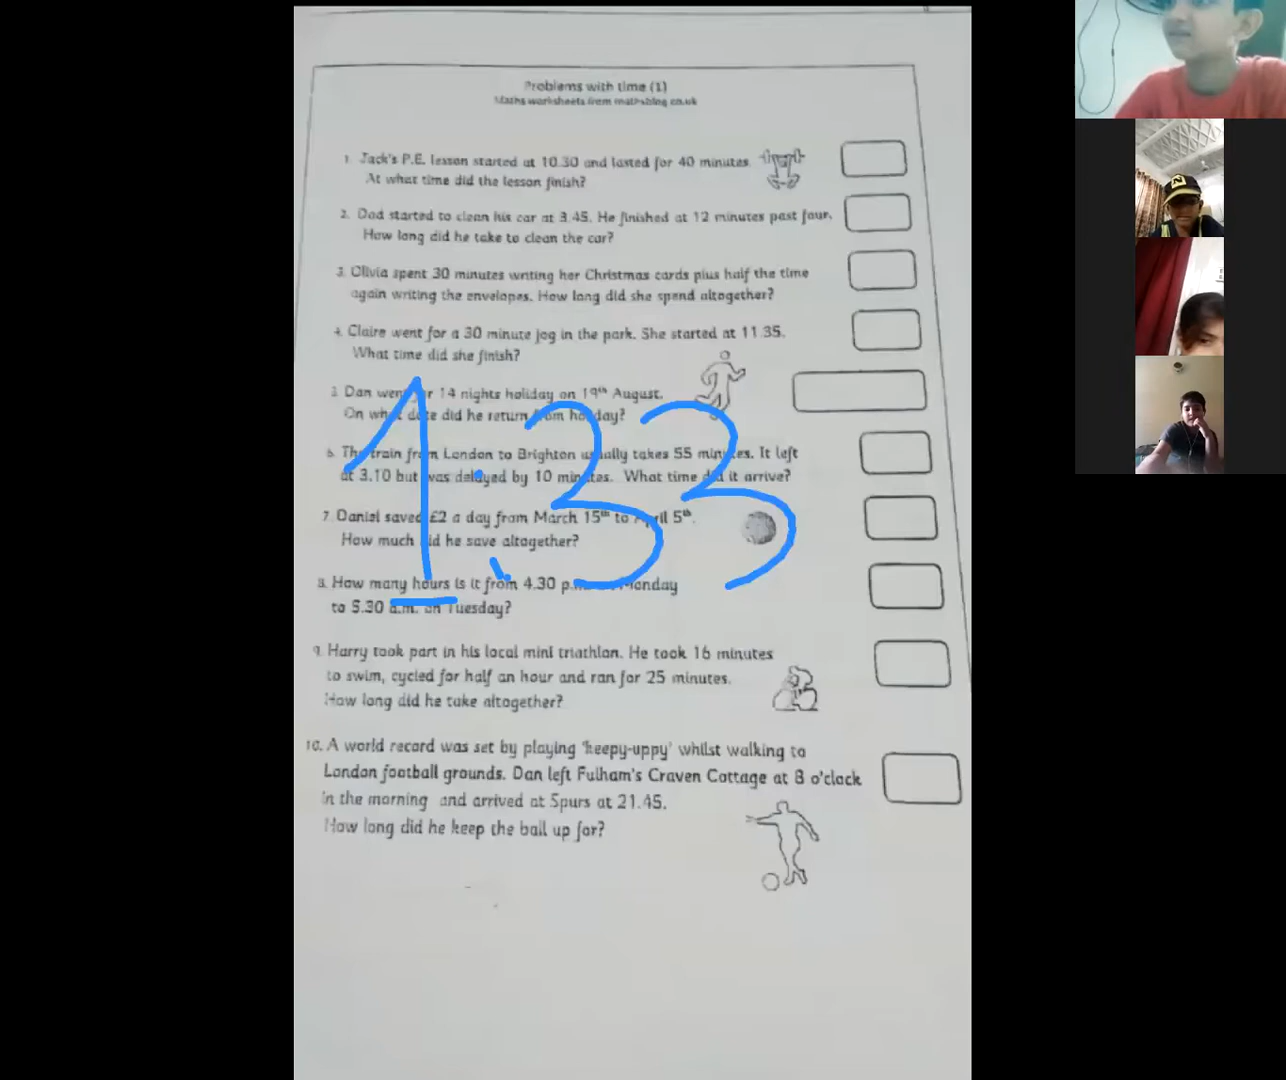 Problems with time (1)
Maths worksheets from mathsblog.co.uk
1. Jack's P.E. lesson started at 10.30 and lasted for 40 minutes.
At what time did the lesson finish?
2. Dad started to clean his car at 3.45. He finished at 12 minutes past four.
How long did he take to clean the car?
3. Olivia spent 30 minutes writing her Christmas cards plus half the time
again writing the envelopes. How long did she spend altogether?
4. Claire went for a 30 minute jog in the park. She started at 11.35.
What time did she finish?
5. Dan went for 14 nights holiday on 19th August.
On what date did he return from holiday?
6. The train from London to Brighton usually takes 55 minutes. It left
at 3.10 but was delayed by 10 minutes. What time did it arrive?
7. Daniel saved £2 a day from March 15th to April 5th.
How much did he save altogether?
8. How many hours is it from 4.30 p.m. Monday
to 5.30 a.m. on Tuesday?
1:33
9. Harry took part in his local mini triathlon. He took 16 minutes
to swim, cycled for half an hour and ran for 25 minutes.
How long did he take altogether?
10. A world record was set by playing 'keepy-uppy' whilst walking to
London football grounds. Dan left Fulham's Craven Cottage at 8 o'clock
in the morning and arrived at Spurs at 21.45.
How long did he keep the ball up for?